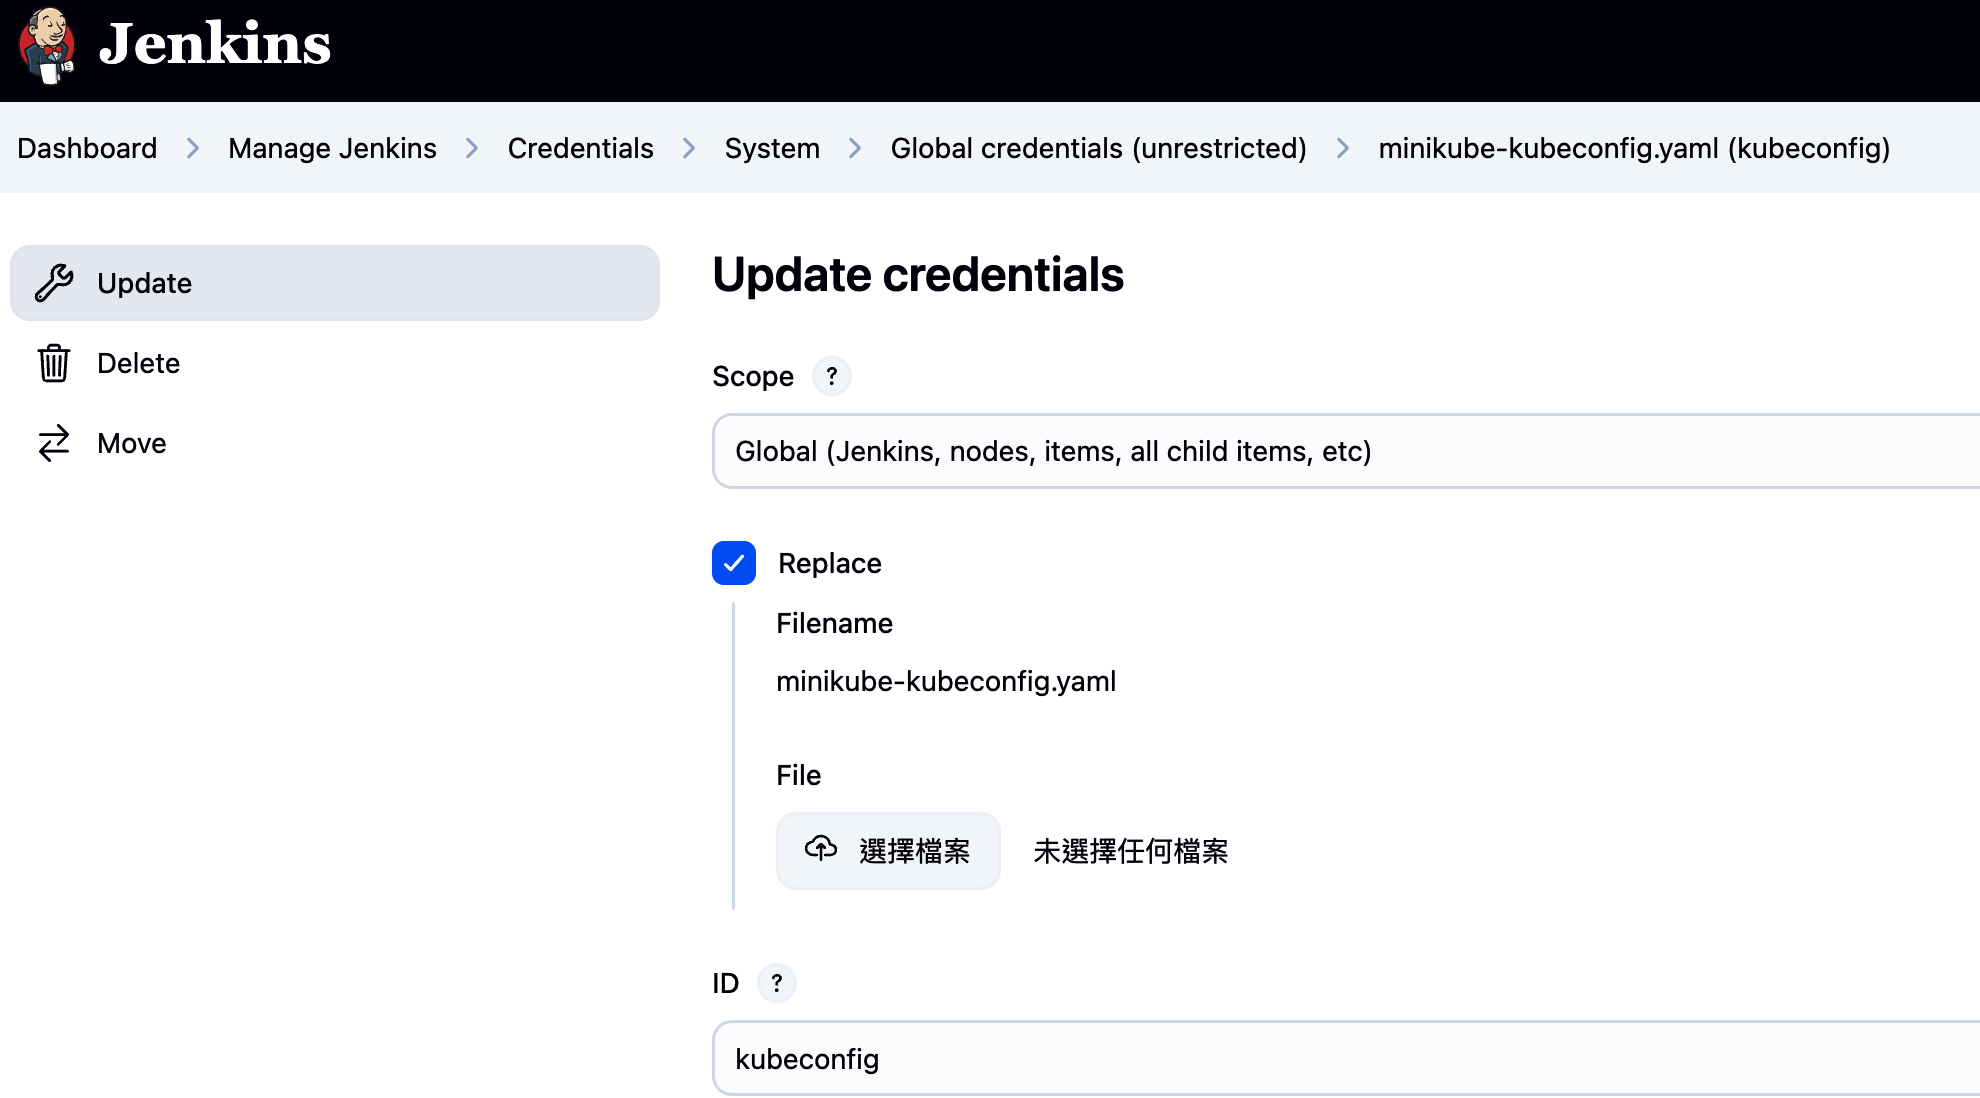 Jenkins
Dashboard > Manage Jenkins > Credentials > System > Global credentials (unrestricted) > minikube-kubeconfig.yaml (kubeconfig)
Update
Delete
Move
Update credentials
Scope ?
Global (Jenkins, nodes, items, all child items, etc)
Replace
Filename
minikube-kubeconfig.yaml
File
選擇檔案 未選擇任何檔案
ID ?
kubeconfig